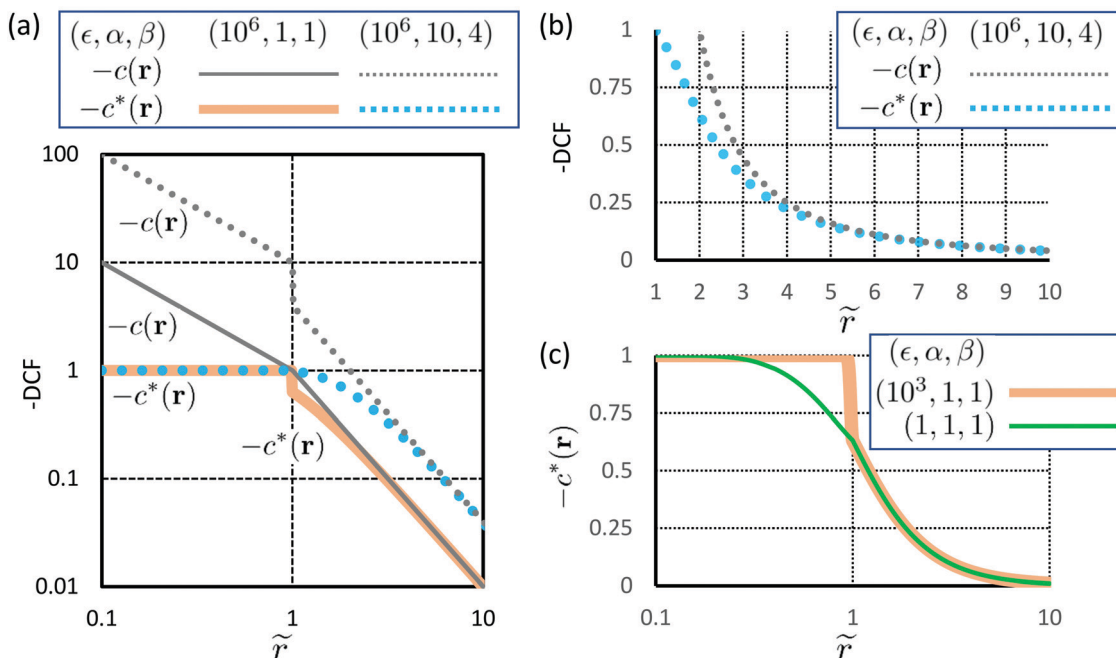 (a)
(ϵ, α, β) (10⁶, 1, 1) (10⁶, 10, 4)
−c(r)
−c*(r)
100
10
1
0.1
0.01
-DCF
−c(r)
−c(r)
−c*(r)
−c*(r)
0.1 1 10
r̃
(b)
(ϵ, α, β) (10⁶, 10, 4)
−c(r)
−c*(r)
1
0.75
0.5
0.25
0
-DCF
1 2 3 4 5 6 7 8 9 10
r̃
(c)
(ϵ, α, β)
(10³, 1, 1)
(1, 1, 1)
1
0.75
0.5
0.25
0
−c*(r)
0.1 1 10
r̃